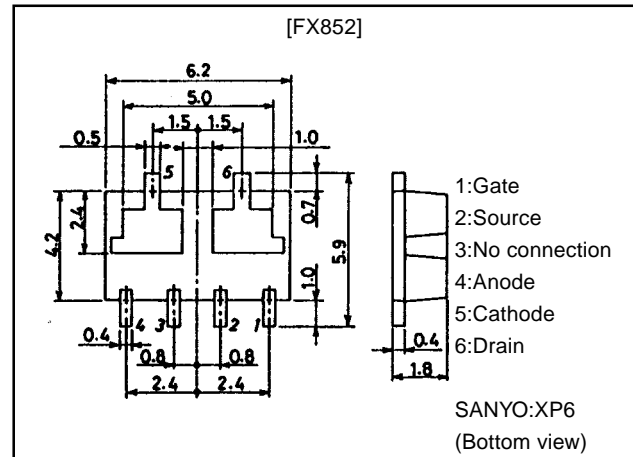 [FX852]
6.2
5.0
1.5 1.5
0.5 1.0
5 6
0.7
2.4
4.2
5.9
1.0
4 3 2 1
0.4
0.8 0.8
2.4 2.4
1:Gate
2:Source
3:No connection
4:Anode
5:Cathode
6:Drain
0.4
1.8
SANYO:XP6
(Bottom view)